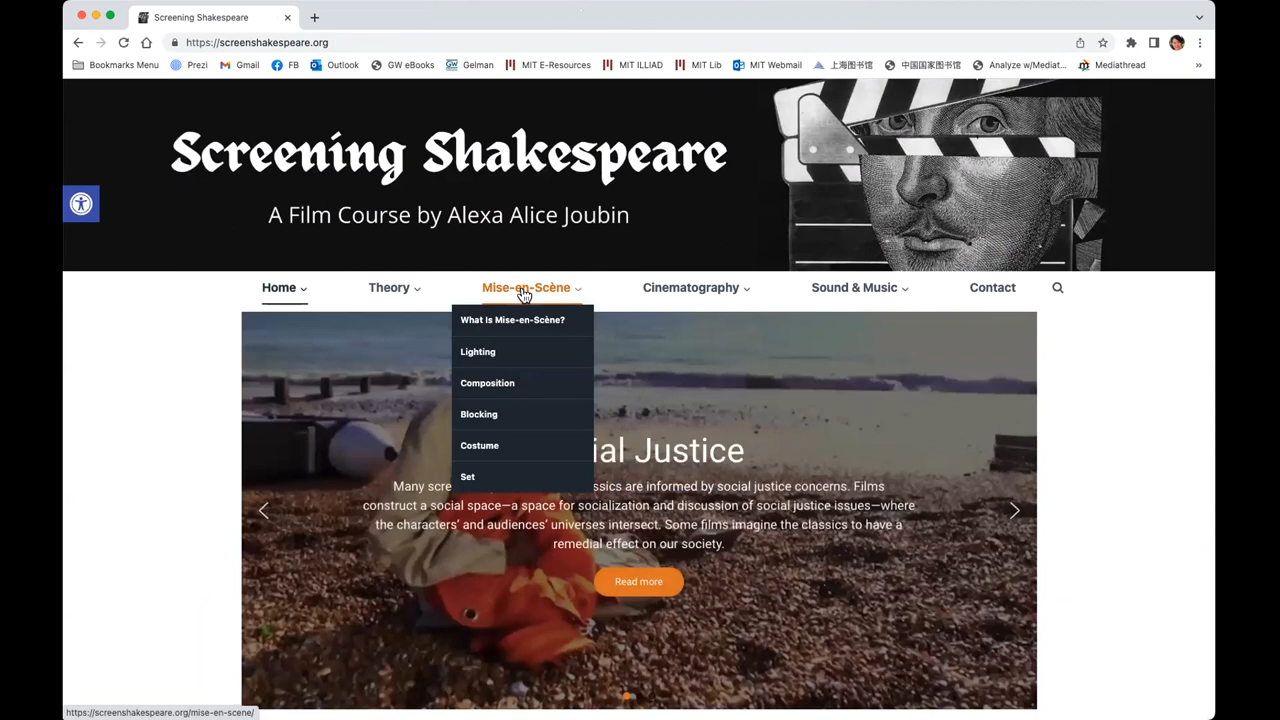 Screening Shakespeare
https://screenshakespeare.org
Bookmarks Menu Prezi Gmail FB Outlook GW eBooks Gelman MIT E-Resources MIT ILLIAD MIT Lib MIT Webmail 上海图书馆 中国国家图书馆 Analyze w/Mediat... Mediathread »
Screening Shakespeare
A Film Course by Alexa Alice Joubin
Home Theory Mise-en-Scène Cinematography Sound & Music Contact
What Is Mise-en-Scène?
Lighting
Composition
Blocking
Costume
Set
ial Justice
Many scre ssics are informed by social justice concerns. Films
construct a social space—a space for socialization and discussion of social justice issues—where
the characters’ and audiences’ universes intersect. Some films imagine the classics to have a
remedial effect on our society.
Read more
https://screenshakespeare.org/mise-en-scene/